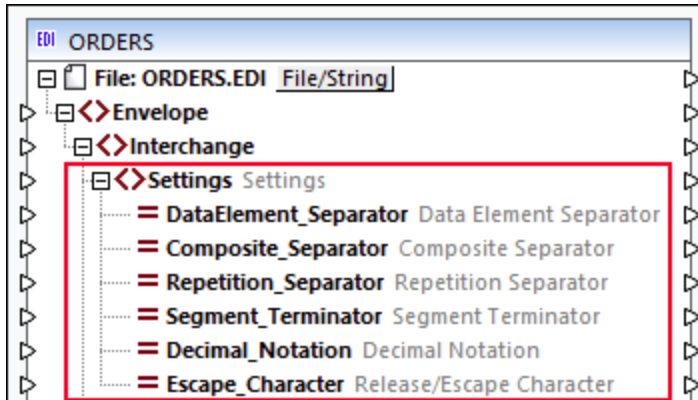 EDI ORDERS
File: ORDERS.EDI File/String
Envelope
Interchange
Settings Settings
DataElement_Separator Data Element Separator
Composite_Separator Composite Separator
Repetition_Separator Repetition Separator
Segment_Terminator Segment Terminator
Decimal_Notation Decimal Notation
Escape_Character Release/Escape Character